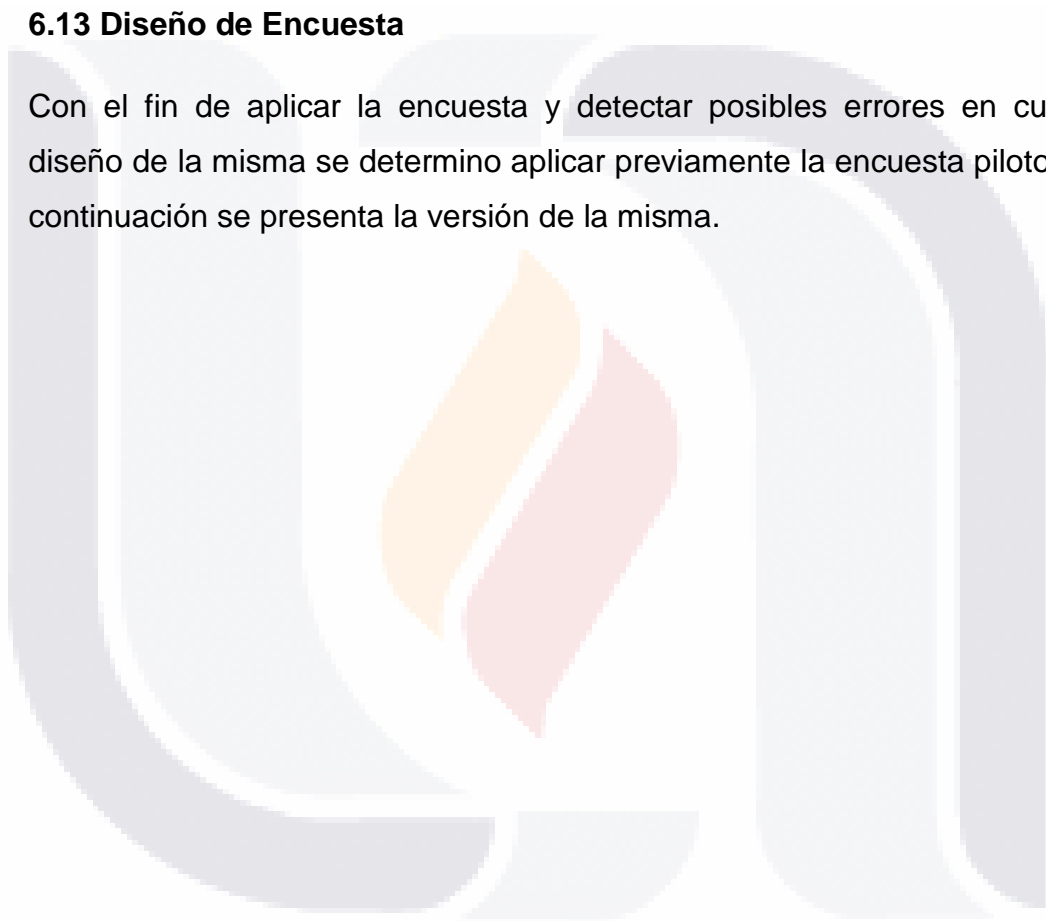 6.13 Diseño de Encuesta
Con el fin de aplicar la encuesta y detectar posibles errores en cu
diseño de la misma se determino aplicar previamente la encuesta piloto
continuación se presenta la versión de la misma.